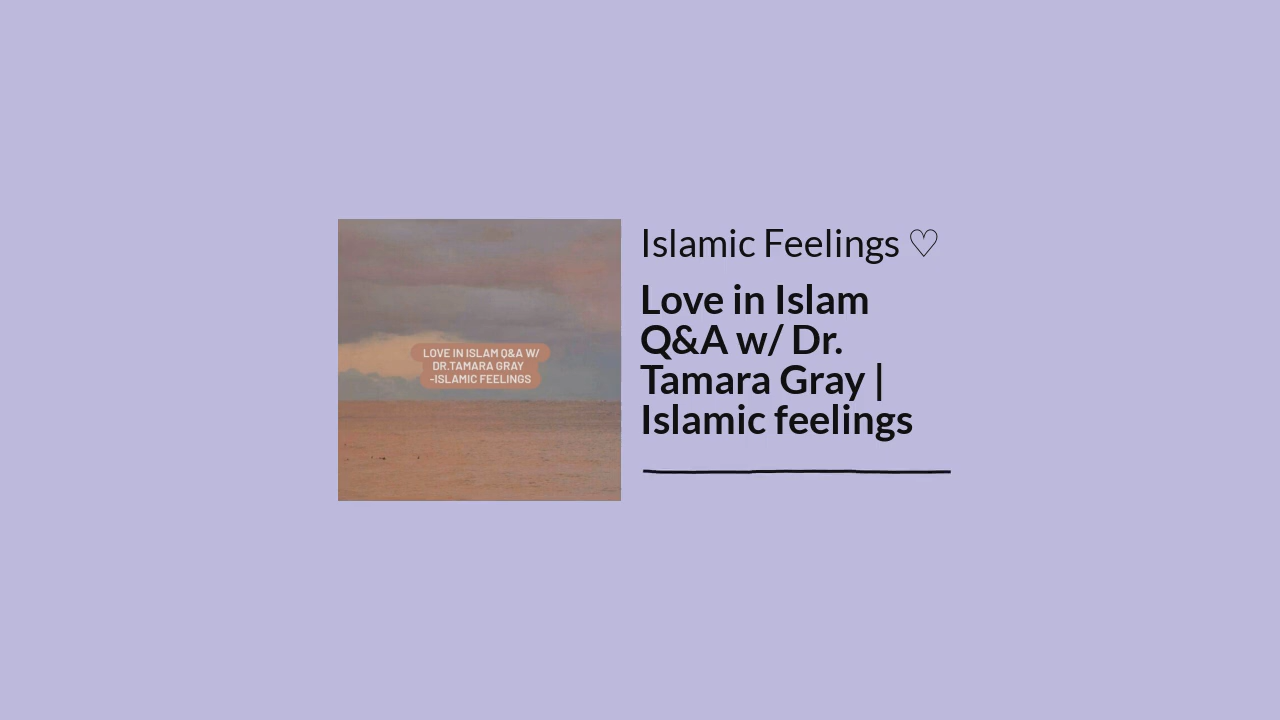 LOVE IN ISLAM Q&A W/
DR.TAMARA GRAY
-ISLAMIC FEELINGS
Islamic Feelings ♡
Love in Islam
Q&A w/ Dr.
Tamara Gray |
Islamic feelings